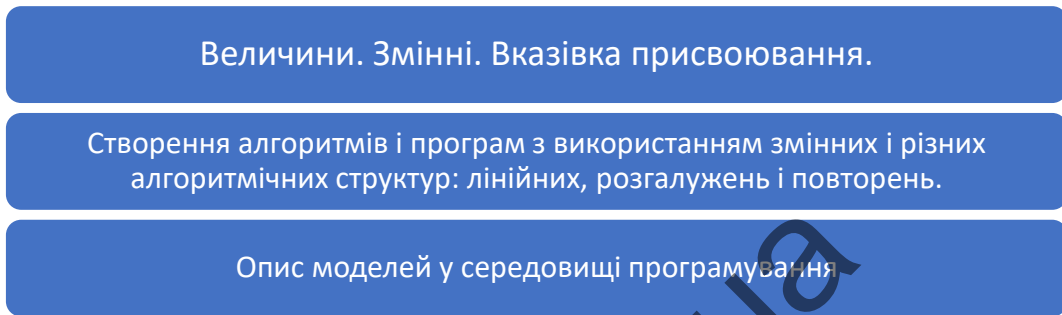 Величини. Змінні. Вказівка присвоювання.
Створення алгоритмів і програм з використанням змінних і різних
алгоритмічних структур: лінійних, розгалужень і повторень.
Опис моделей у середовищі програмування